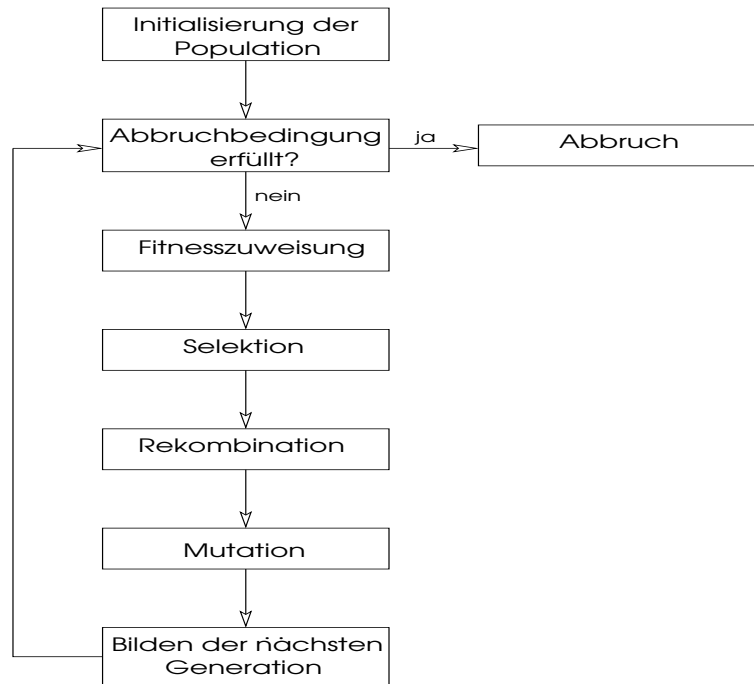 Initialisierung der
Population
Abbruchbedingung
erfüllt?
ja
Abbruch
nein
Fitnesszuweisung
Selektion
Rekombination
Mutation
Bilden der nächsten
Generation